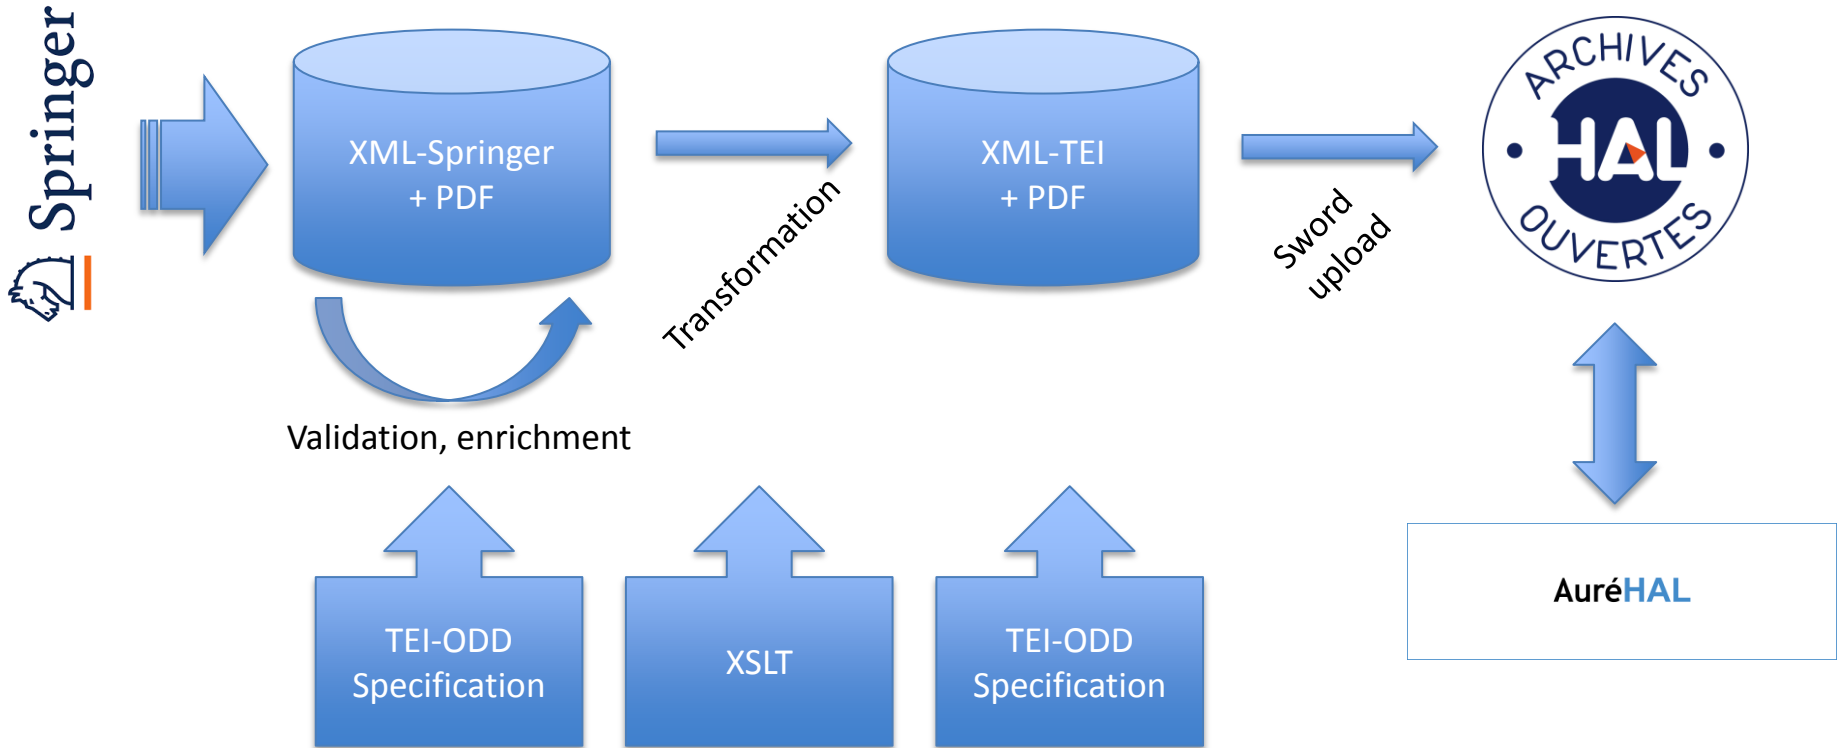 Springer
XML-Springer
+ PDF
Transformation
XML-TEI
+ PDF
Sword
upload
ARCHIVES
HAL
OUVERTES
Validation, enrichment
TEI-ODD
Specification
XSLT
TEI-ODD
Specification
AuréHAL